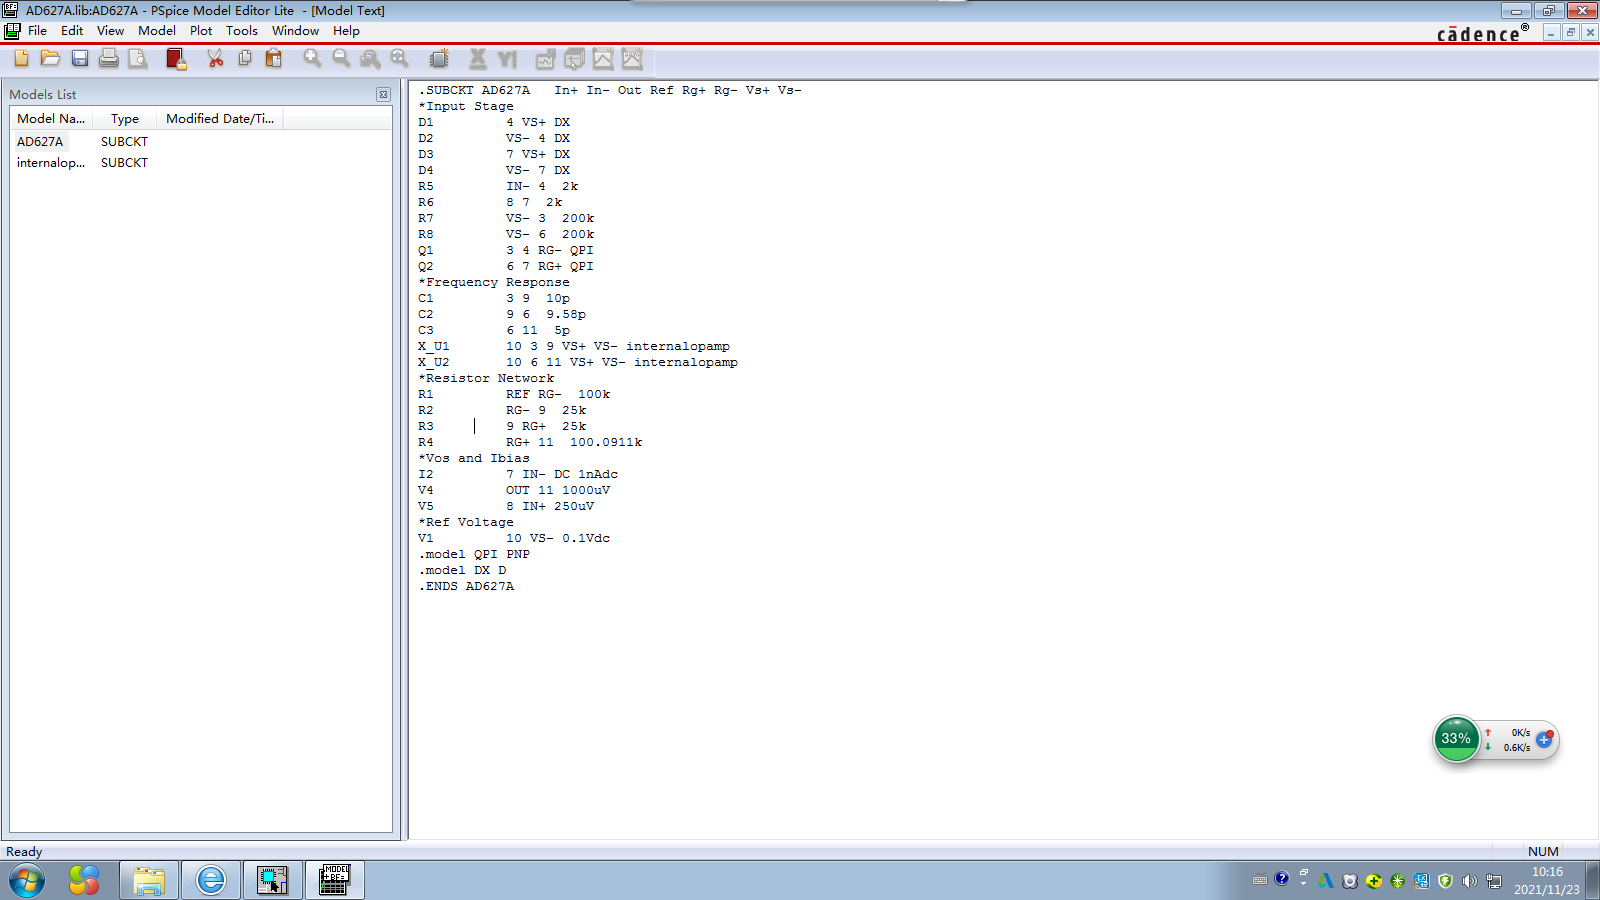 AD627A.lib:AD627A - PSpice Model Editor Lite - [Model Text]
File Edit View Model Plot Tools Window Help
cādence®
Models List
Model Na... Type Modified Date/Ti...
AD627A SUBCKT
internalop... SUBCKT
.SUBCKT AD627A In+ In- Out Ref Rg+ Rg- Vs+ Vs-
*Input Stage
D1 4 VS+ DX
D2 VS- 4 DX
D3 7 VS+ DX
D4 VS- 7 DX
R5 IN- 4 2k
R6 8 7 2k
R7 VS- 3 200k
R8 VS- 6 200k
Q1 3 4 RG- QPI
Q2 6 7 RG+ QPI
*Frequency Response
C1 3 9 10p
C2 9 6 9.58p
C3 6 11 5p
X_U1 10 3 9 VS+ VS- internalopamp
X_U2 10 6 11 VS+ VS- internalopamp
*Resistor Network
R1 REF RG- 100k
R2 RG- 9 25k
R3 9 RG+ 25k
R4 RG+ 11 100.0911k
*Vos and Ibias
I2 7 IN- DC 1nAdc
V4 OUT 11 1000uV
V5 8 IN+ 250uV
*Ref Voltage
V1 10 VS- 0.1Vdc
.model QPI PNP
.model DX D
.ENDS AD627A
33%
0K/s
0.6K/s
Ready
NUM
MODEL
+BF=
10:16
2021/11/23